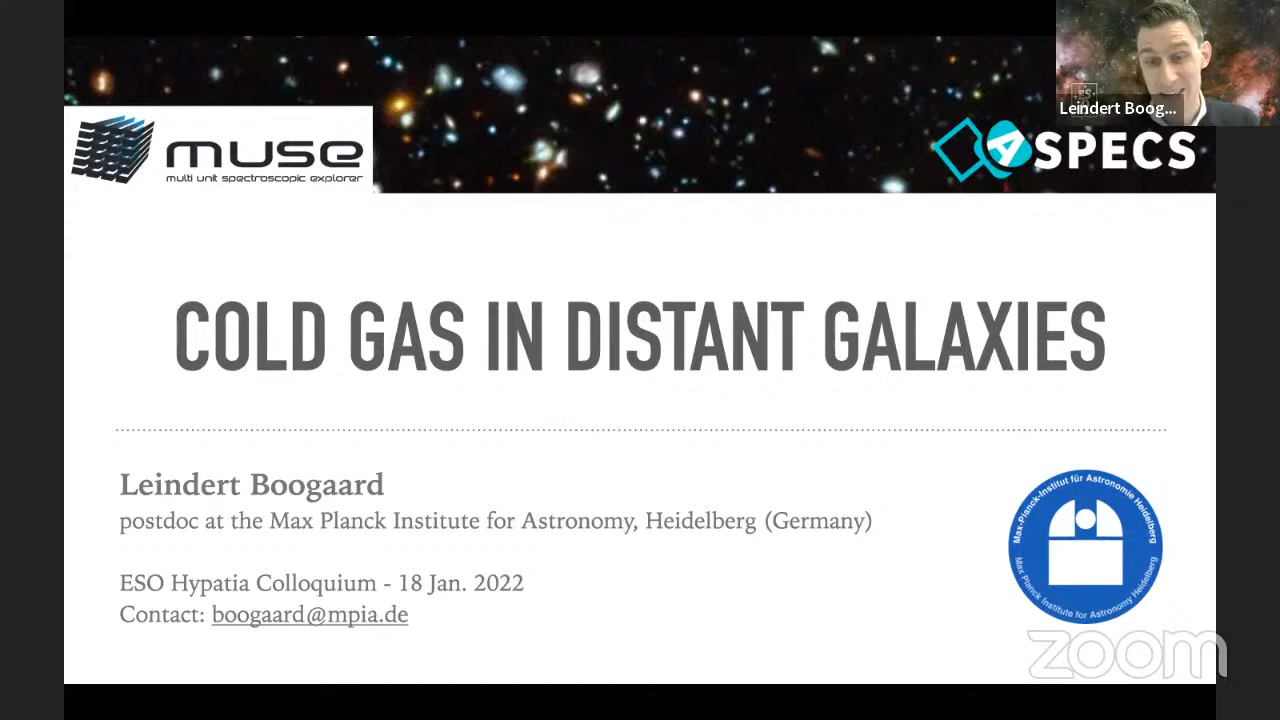 Leindert Boog...
muse
multi unit spectroscopic explorer
ASPECS
COLD GAS IN DISTANT GALAXIES
Leindert Boogaard
postdoc at the Max Planck Institute for Astronomy, Heidelberg (Germany)
ESO Hypatia Colloquium - 18 Jan. 2022
Contact: boogaard@mpia.de
Max-Planck-Institut für Astronomie Heidelberg
Max Planck Institute for Astronomy Heidelberg
zoom